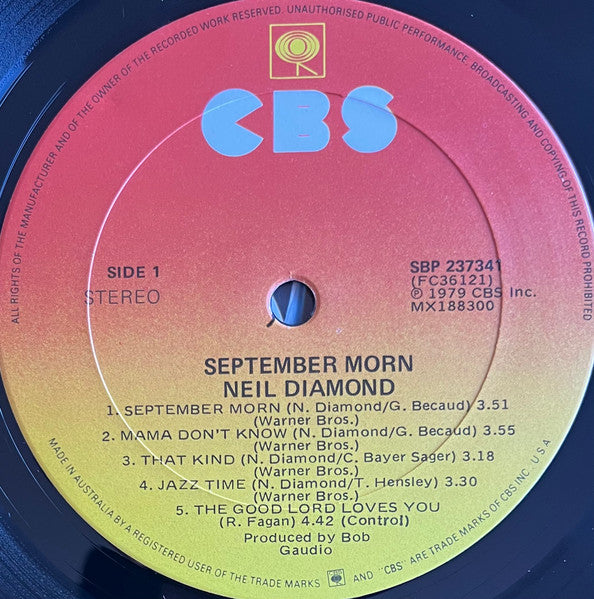 ALL RIGHTS OF THE MANUFACTURER AND OF THE OWNER OF THE RECORDED WORK RESERVED. UNAUTHORISED PUBLIC PERFORMANCE, BROADCASTING AND COPYING OF THIS RECORD PROHIBITED
CBS
SIDE 1
STEREO
SBP 237341
(FC36121)
℗ 1979 CBS Inc.
MX188300
SEPTEMBER MORN
NEIL DIAMOND
1. SEPTEMBER MORN (N. Diamond/G. Becaud) 3.51
(Warner Bros.)
2. MAMA DON'T KNOW (N. Diamond/G. Becaud) 3.55
(Warner Bros.)
3. THAT KIND (N. Diamond/C. Bayer Sager) 3.18
(Warner Bros.)
4. JAZZ TIME (N. Diamond/T. Hensley) 3.30
(Warner Bros.)
5. THE GOOD LORD LOVES YOU
(R. Fagan) 4.42 (Control)
Produced by Bob
Gaudio
MADE IN AUSTRALIA BY A REGISTERED USER OF THE TRADE MARKS AND "CBS" ARE TRADE MARKS OF CBS INC. U.S.A